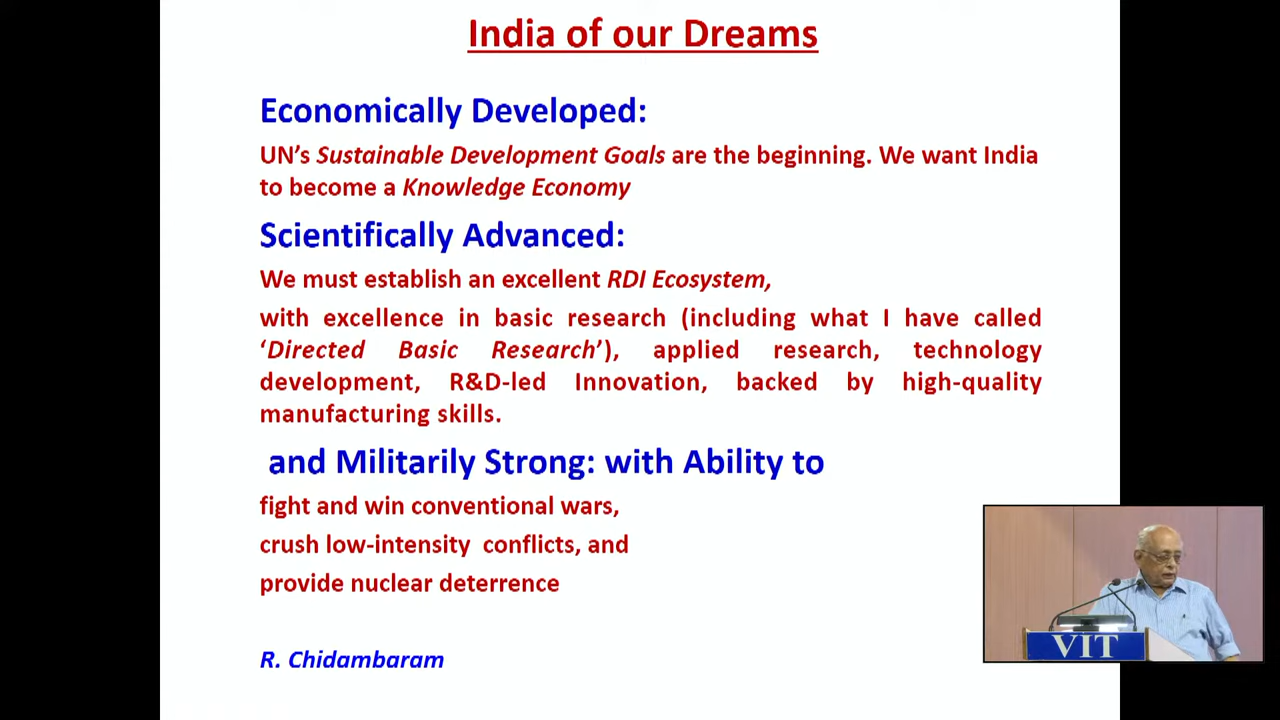 India of our Dreams
Economically Developed:
UN’s Sustainable Development Goals are the beginning. We want India
to become a Knowledge Economy
Scientifically Advanced:
We must establish an excellent RDI Ecosystem,
with excellence in basic research (including what I have called
‘Directed Basic Research’), applied research, technology
development, R&D-led Innovation, backed by high-quality
manufacturing skills.
and Militarily Strong: with Ability to
fight and win conventional wars,
crush low-intensity conflicts, and
provide nuclear deterrence
R. Chidambaram
VIT